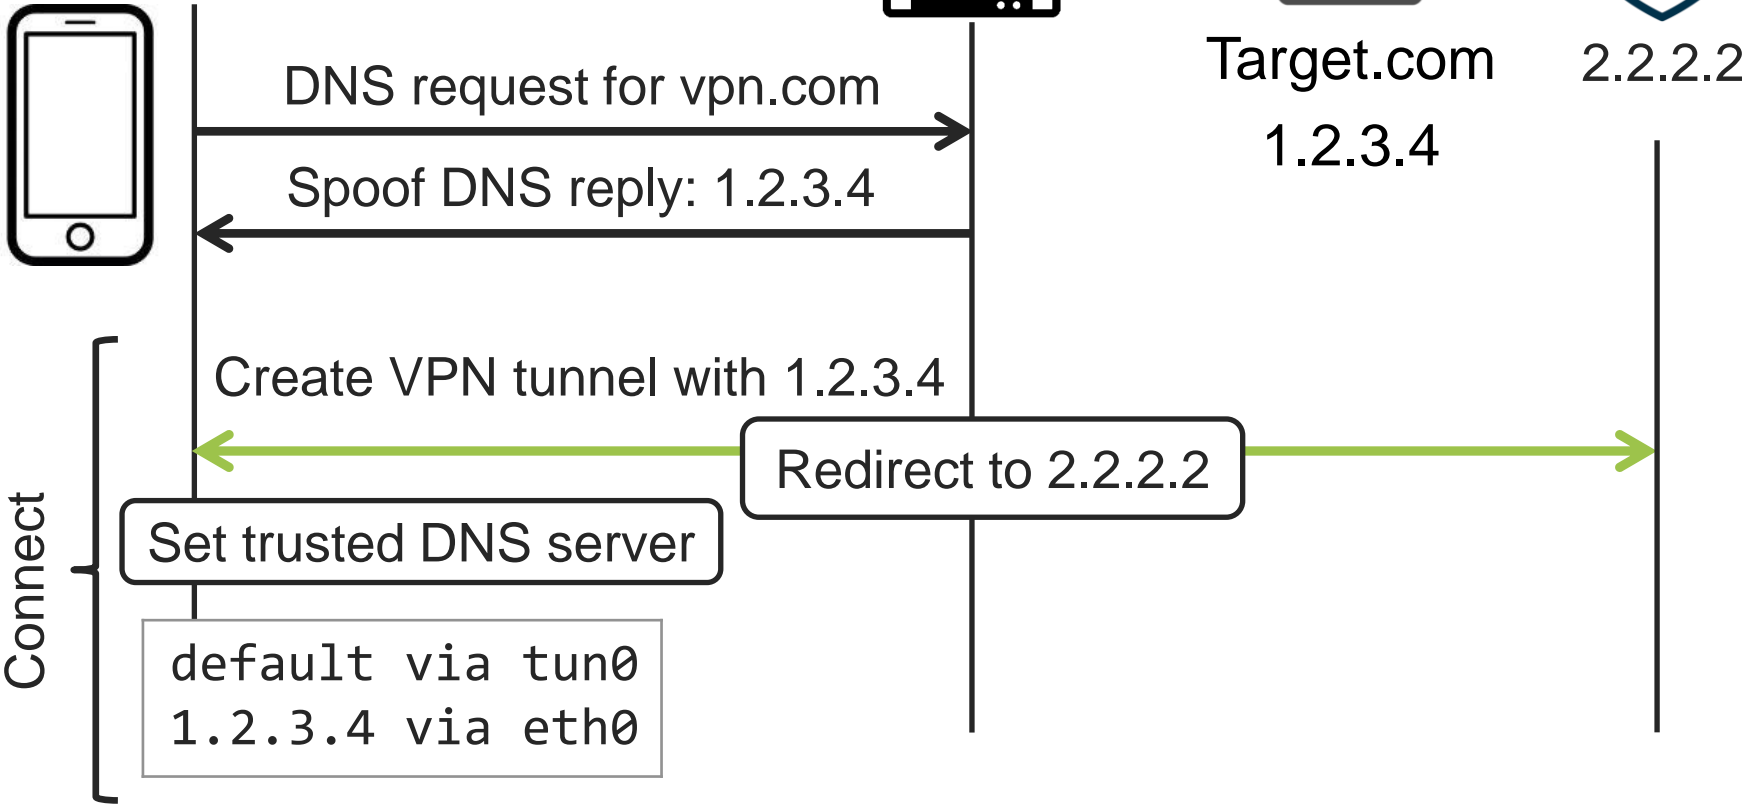 Target.com
1.2.3.4
2.2.2.2
DNS request for vpn.com
Spoof DNS reply: 1.2.3.4
Create VPN tunnel with 1.2.3.4
Redirect to 2.2.2.2
Connect
Set trusted DNS server
default via tun0
1.2.3.4 via eth0